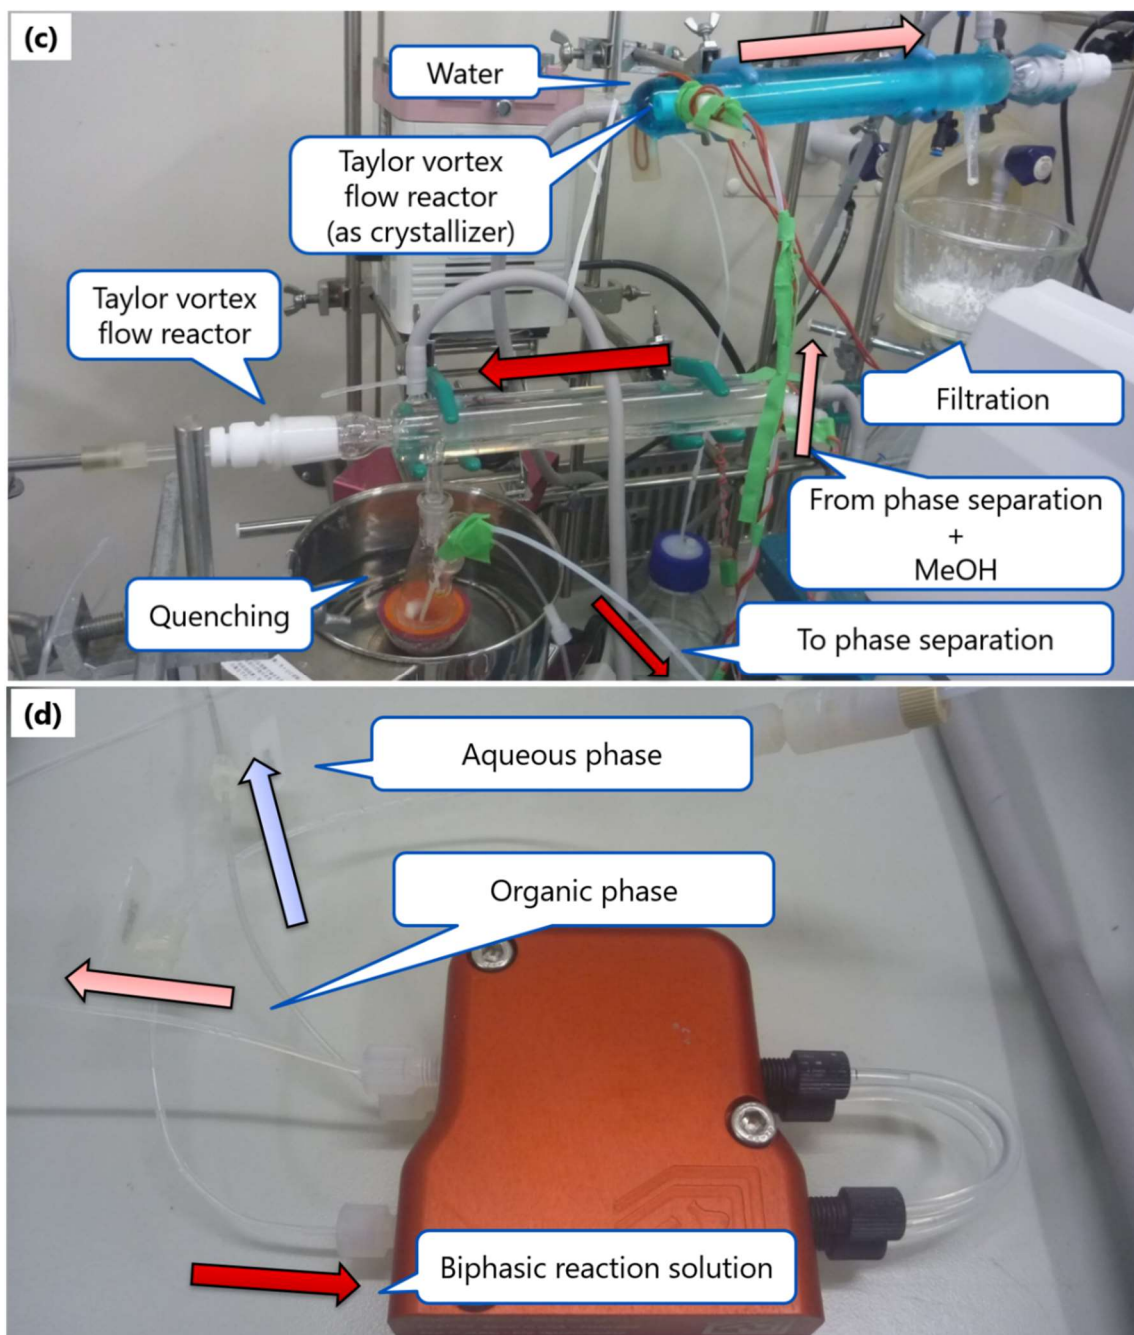 (c)
Water
Taylor vortex
flow reactor
(as crystallizer)
Taylor vortex
flow reactor
Filtration
From phase separation
+
MeOH
Quenching
To phase separation
(d)
Aqueous phase
Organic phase
Biphasic reaction solution